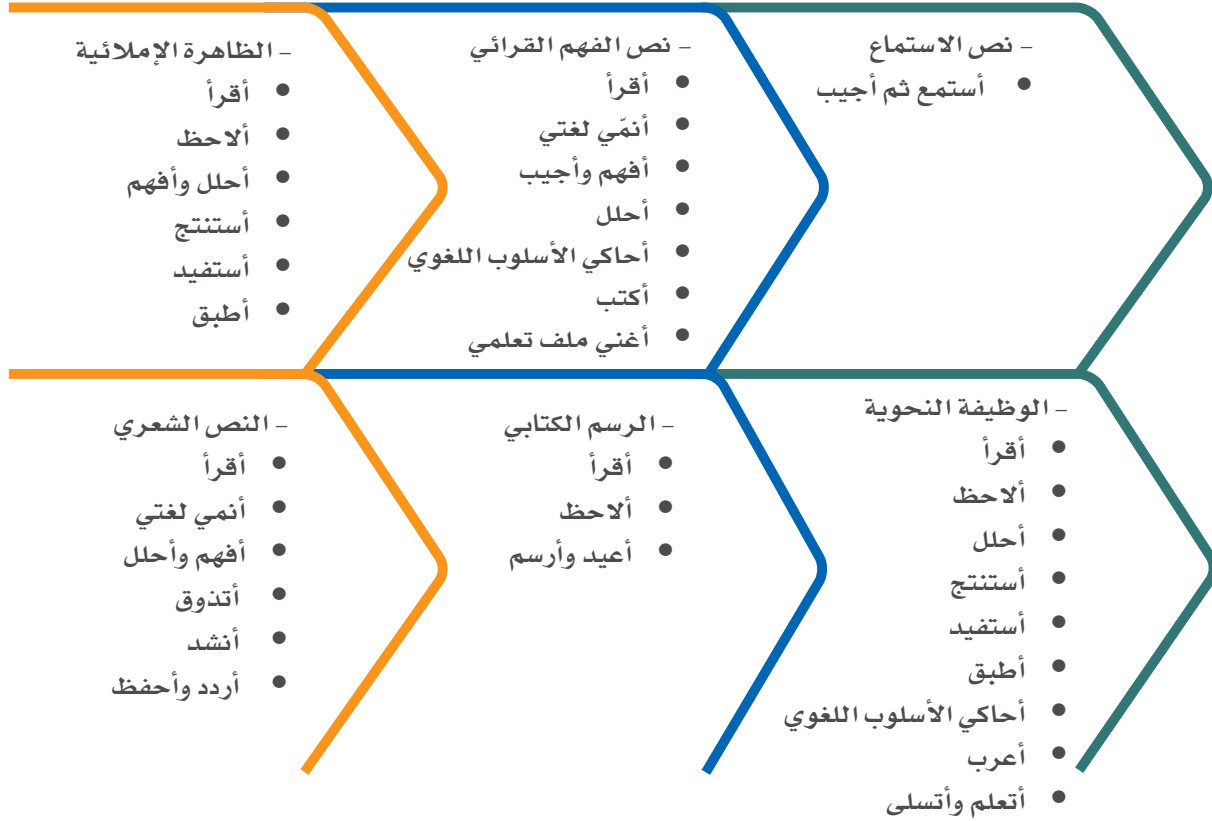 - نص الاستماع
• أستمع ثم أجيب
- نص الفهم القرائي
• أقرأ
• أنمّي لغتي
• أفهم وأجيب
• أحلل
• أحاكي الأسلوب اللغوي
• أكتب
• أغني ملف تعلمي
- الظاهرة الإملائية
• أقرأ
• ألاحظ
• أحلل وأفهم
• أستنتج
• أستفيد
• أطبق
- الوظيفة النحوية
• أقرأ
• ألاحظ
• أحلل
• أستنتج
• أستفيد
• أطبق
• أحاكي الأسلوب اللغوي
• أعرب
• أتعلم وأتسلى
- الرسم الكتابي
• أقرأ
• ألاحظ
• أعيد وأرسم
- النص الشعري
• أقرأ
• أنمي لغتي
• أفهم وأحلل
• أتذوق
• أنشد
• أردد وأحفظ